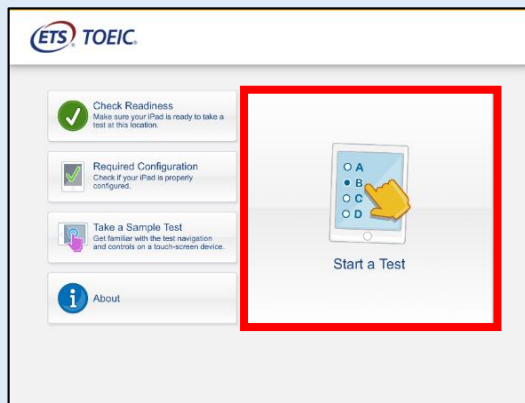 ETS TOEIC.
Check Readiness
Make sure your iPad is ready to take a
test at this location.
Required Configuration
Check if your iPad is properly
configured.
Take a Sample Test
Get familiar with the test navigation
and controls on a touch-screen device.
i About
A
B
C
D
Start a Test